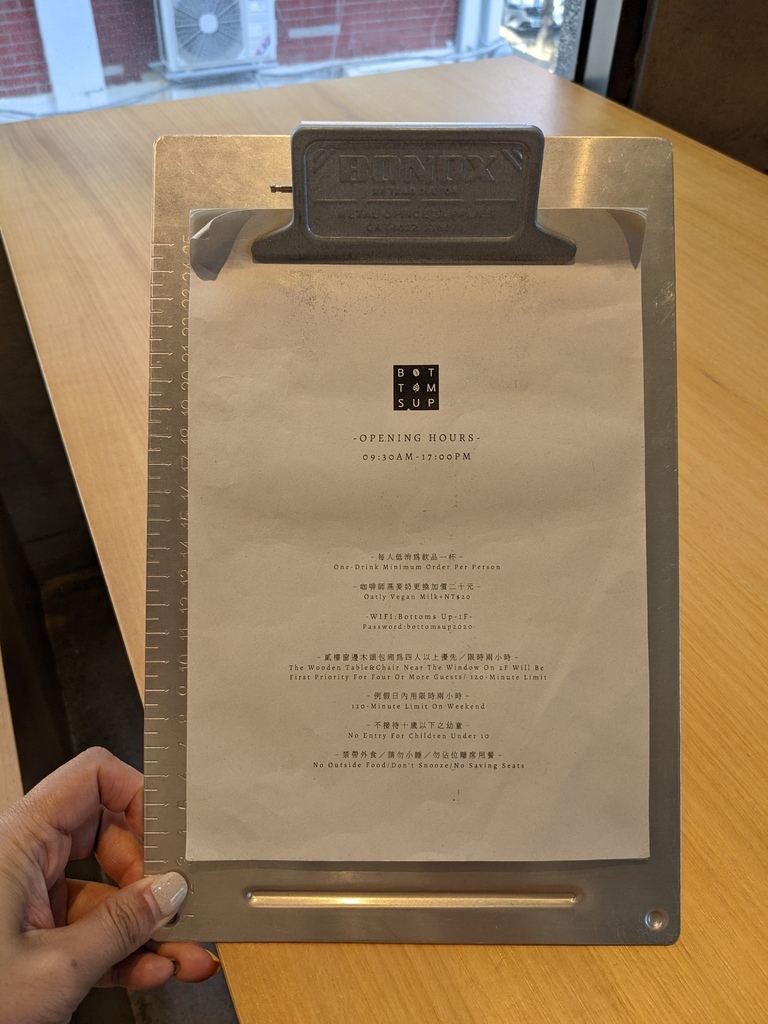 BONOX
METAL OFFICE SUPPLIES
B T
T M
S UP
-OPENING HOURS-
09:30AM-17:00PM
- 每人低消為飲品一杯 -
One-Drink Minimum Order Per Person
- 咖啡師燕麥奶更換加價二十元 -
Oatly Vegan Milk+NT$20
-WIFI:Bottoms Up-1F-
Password:bottomsup2020
- 貳樓窗邊木頭包廂為四人以上優先／限時兩小時 -
The Wooden Table&Chair Near The Window On 2F Will Be
First Priority For Four Or More Guests/ 120-Minute Limit
- 例假日內用限時兩小時 -
120-Minute Limit On Weekend
- 不接待十歲以下之幼童 -
No Entry For Children Under 10
- 禁帶外食／請勿小睡／勿佔位離席用餐 -
No Outside Food/Don't Snooze/No Saving Seats